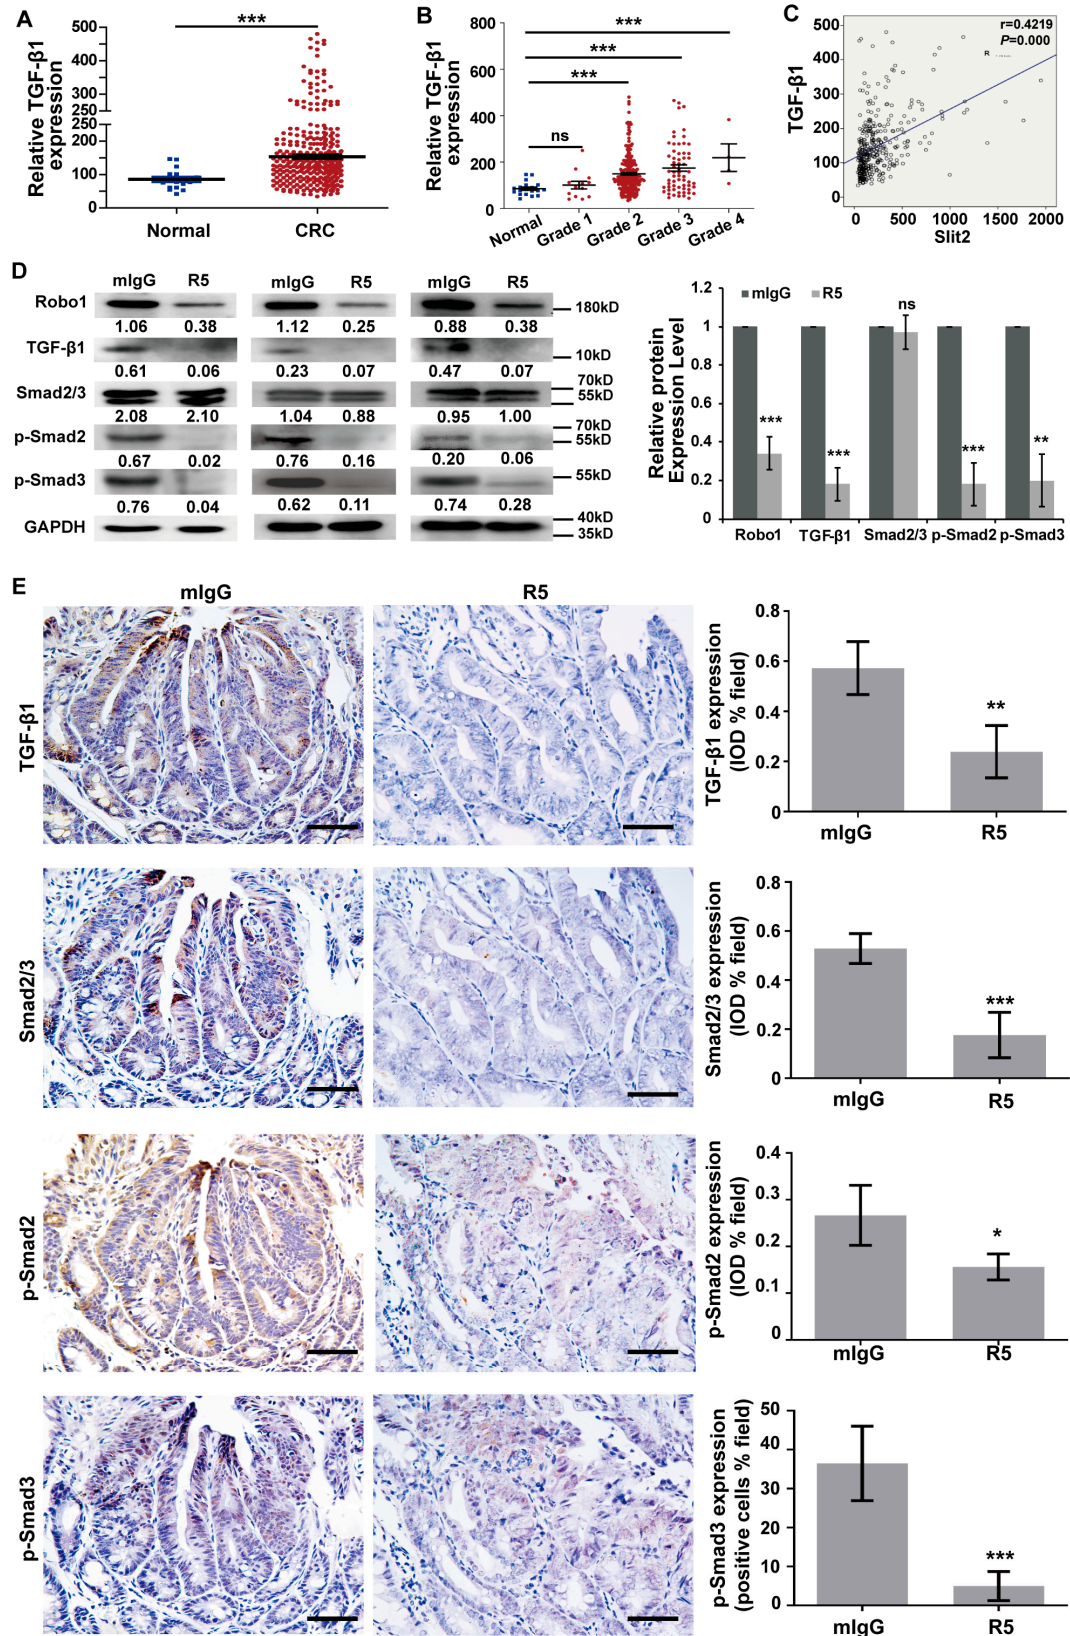 A
Relative TGF-β1
expression
500
450
400
350
300
250
250
200
150
100
50
0
***
Normal
CRC
B
Relative TGF-β1
expression
800
600
400
200
0
***
***
***
ns
Normal
Grade 1
Grade 2
Grade 3
Grade 4
C
TGF-β1
500
400
300
200
100
0
r=0.4219
P=0.000
R
0
500
1000
1500
2000
Slit2
D
mIgG R5 mIgG R5 mIgG R5
Robo1
180kD
1.06 0.38 1.12 0.25 0.88 0.38
TGF-β1
10kD
0.61 0.06 0.23 0.07 0.47 0.07
Smad2/3
70kD
55kD
2.08 2.10 1.04 0.88 0.95 1.00
p-Smad2
70kD
55kD
0.67 0.02 0.76 0.16 0.20 0.06
p-Smad3
55kD
0.76 0.04 0.62 0.11 0.74 0.28
GAPDH
40kD
35kD
Relative protein
Expression Level
1.2
1
0.8
0.6
0.4
0.2
0
mIgG R5
ns
***
***
***
**
Robo1 TGF-β1 Smad2/3 p-Smad2 p-Smad3
E
mIgG
R5
TGF-β1
TGF-β1 expression
(IOD % field)
0.8
0.6
0.4
0.2
0
**
mIgG
R5
Smad2/3
Smad2/3 expression
(IOD % field)
0.8
0.6
0.4
0.2
0
***
mIgG
R5
p-Smad2
p-Smad2 expression
(IOD % field)
0.4
0.3
0.2
0.1
0
*
mIgG
R5
p-Smad3
p-Smad3 expression
(positive cells % field)
50
40
30
20
10
0
***
mIgG
R5